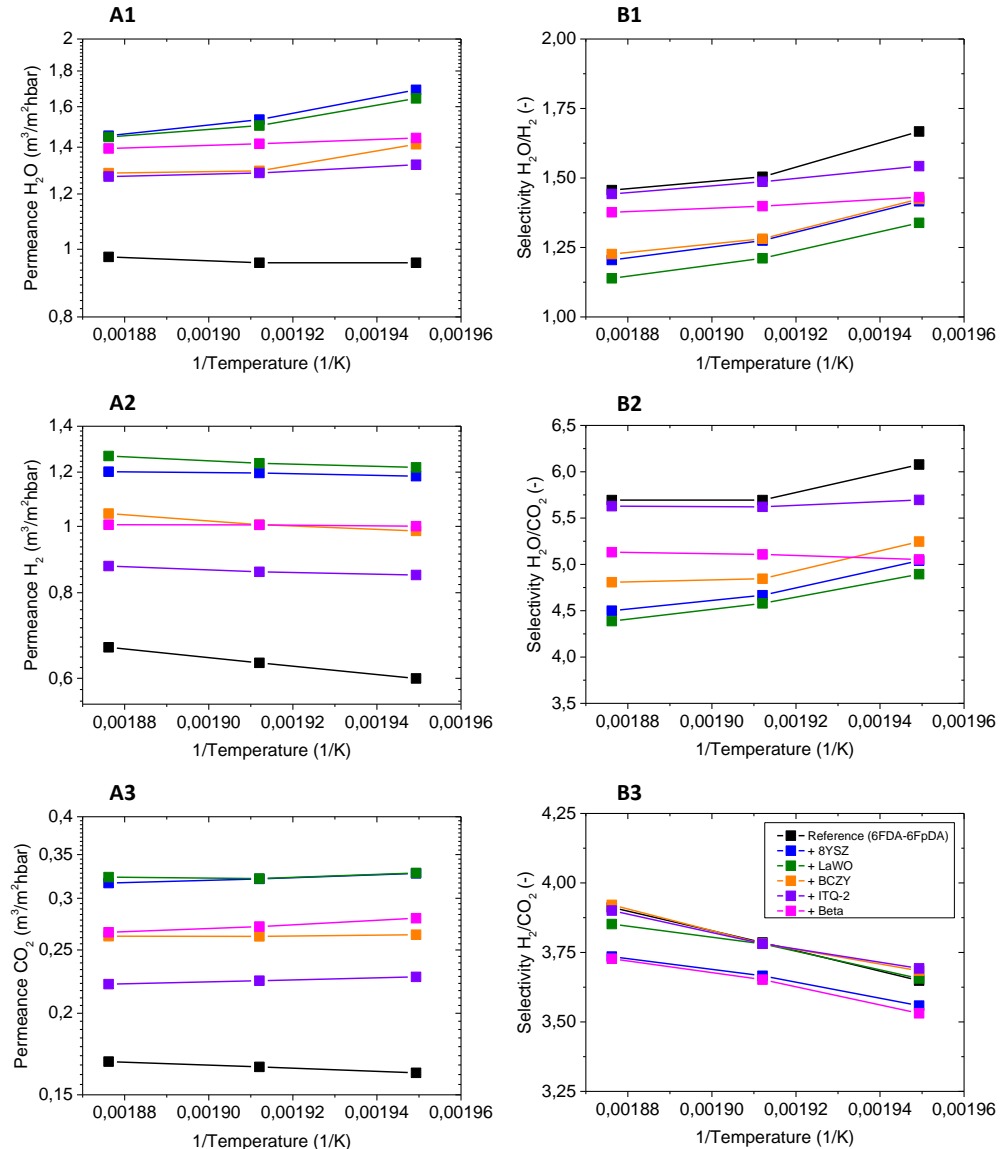 A1
2
1,8
1,6
1,4
1,2
1
0,8
Permeance H₂O (m³/m²hbar)
0,00188 0,00190 0,00192 0,00194 0,00196
1/Temperature (1/K)
B1
2,00
1,75
1,50
1,25
1,00
Selectivity H₂O/H₂ (-)
0,00188 0,00190 0,00192 0,00194 0,00196
1/Temperature (1/K)
A2
1,4
1,2
1
0,8
0,6
Permeance H₂ (m³/m²hbar)
0,00188 0,00190 0,00192 0,00194 0,00196
1/Temperature (1/K)
B2
6,5
6,0
5,5
5,0
4,5
4,0
3,5
Selectivity H₂O/CO₂ (-)
0,00188 0,00190 0,00192 0,00194 0,00196
1/Temperature (1/K)
A3
0,4
0,35
0,3
0,25
0,2
0,15
Permeance CO₂ (m³/m²hbar)
0,00188 0,00190 0,00192 0,00194 0,00196
1/Temperature (1/K)
B3
4,25
4,00
3,75
3,50
3,25
Selectivity H₂/CO₂ (-)
Reference (6FDA-6FpDA)
+ 8YSZ
+ LaWO
+ BCZY
+ ITQ-2
+ Beta
0,00188 0,00190 0,00192 0,00194 0,00196
1/Temperature (1/K)